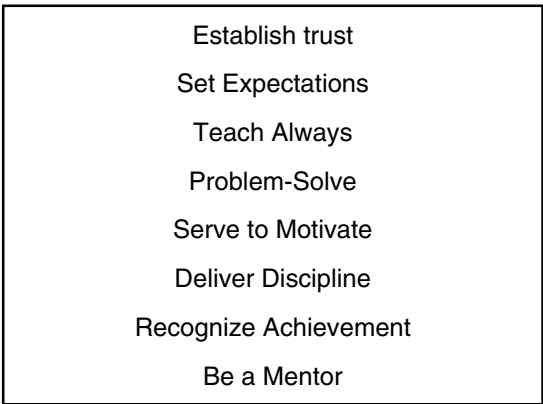 Establish trust
Set Expectations
Teach Always
Problem-Solve
Serve to Motivate
Deliver Discipline
Recognize Achievement
Be a Mentor